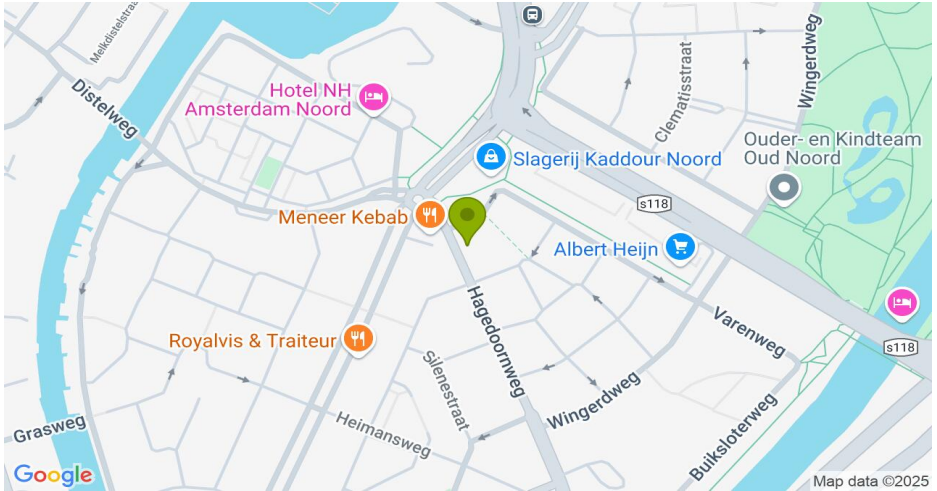 Melkdistelstraat
Distelweg
Hotel NH
Amsterdam Noord
Clematisstraat
Wingerdweg
Ouder- en Kindteam
Oud Noord
Slagerij Kaddour Noord
s118
Meneer Kebab
Albert Heijn
Hagedoornweg
Varenweg
Royalvis & Traiteur
s118
Silenestraat
Wingerdweg
Grasweg
Heimansweg
Buiksloterweg
Google
Map data ©2025